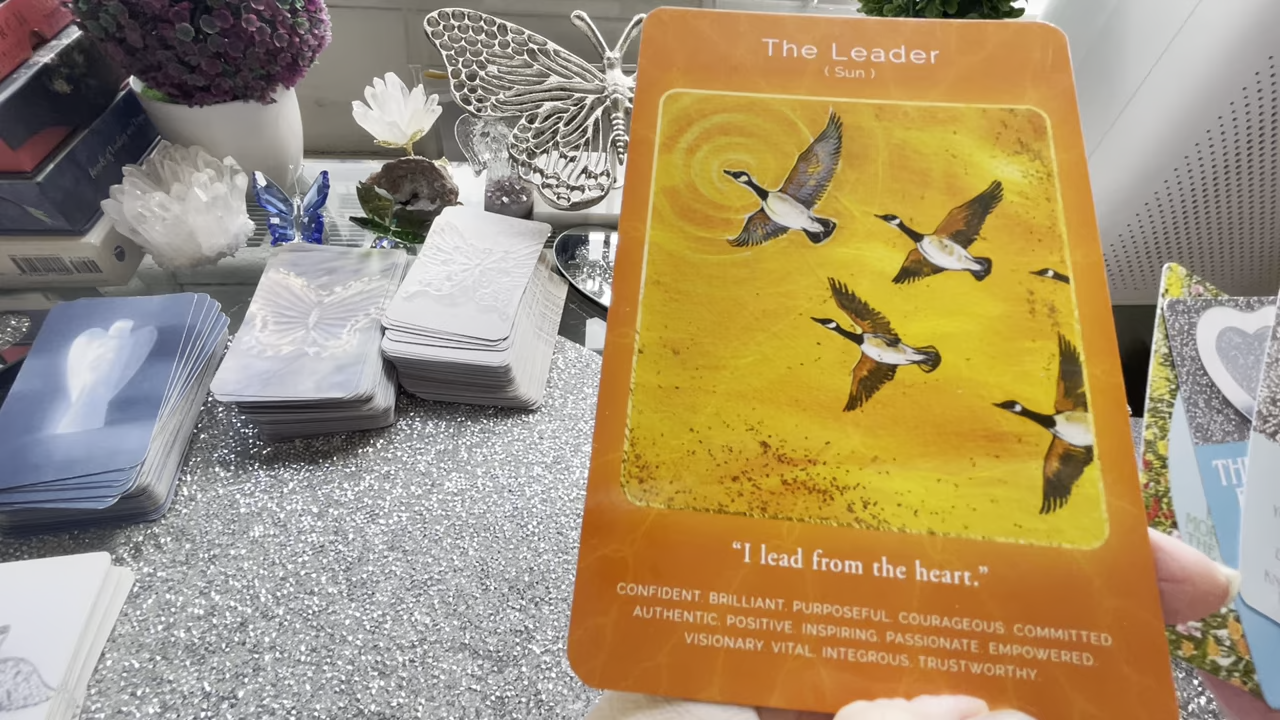 The Leader
( Sun )
"I lead from the heart."
CONFIDENT. BRILLIANT. PURPOSEFUL. COURAGEOUS. COMMITTED
AUTHENTIC. POSITIVE. INSPIRING. PASSIONATE. EMPOWERED.
VISIONARY. VITAL. INTEGROUS. TRUSTWORTHY.